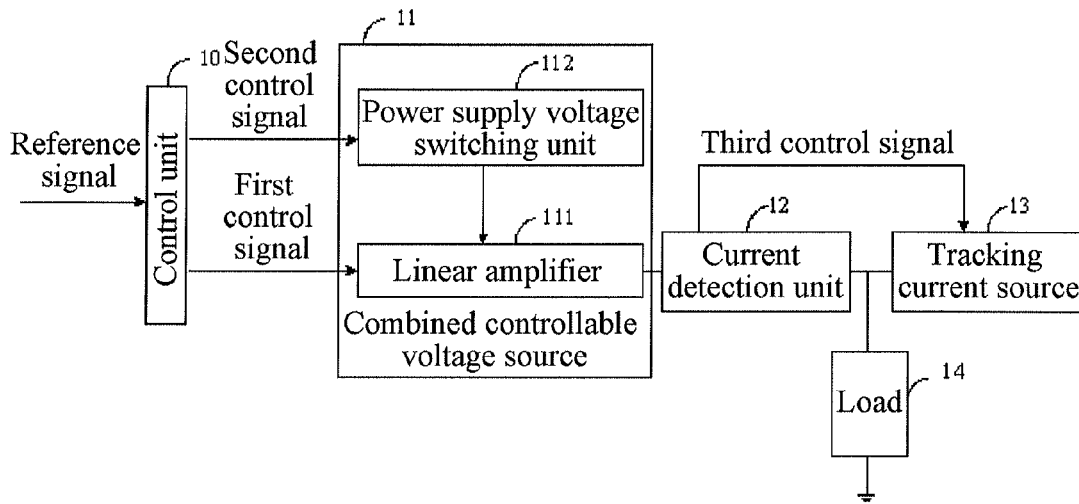 Reference
signal
10
Control unit
Second
control
signal
First
control
signal
11
112
Power supply voltage
switching unit
111
Linear amplifier
Combined controllable
voltage source
Third control signal
12
Current
detection unit
13
Tracking
current source
Load
14